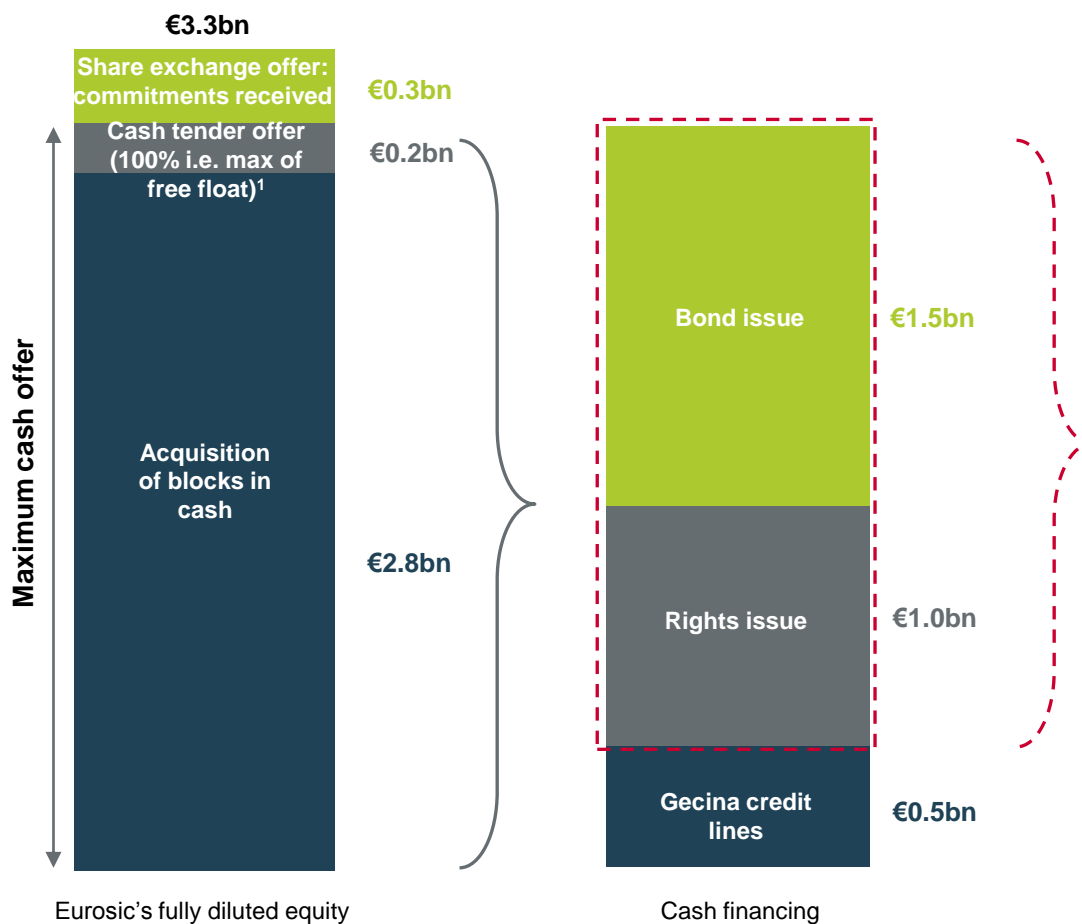 €3.3bn
Share exchange offer:
commitments received
€0.3bn
Cash tender offer
(100% i.e. max of
free float)¹
€0.2bn
Maximum cash offer
Acquisition
of blocks in
cash
€2.8bn
Eurosic's fully diluted equity
Bond issue
€1.5bn
Rights issue
€1.0bn
Gecina credit
lines
€0.5bn
Cash financing